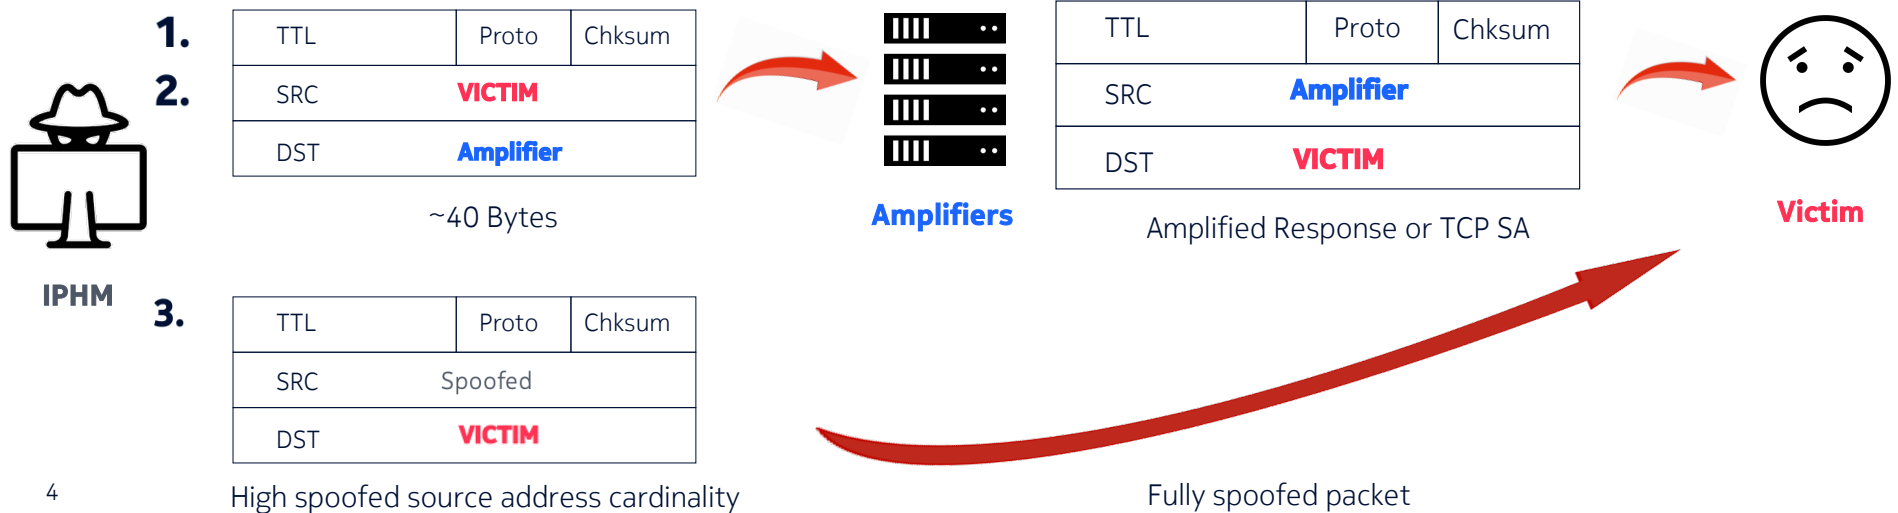 1.
TTL Proto Chksum
2.
SRC VICTIM
DST Amplifier
~40 Bytes
IPHM
Amplifiers
TTL Proto Chksum
SRC Amplifier
DST VICTIM
Amplified Response or TCP SA
Victim
3.
TTL Proto Chksum
SRC Spoofed
DST VICTIM
High spoofed source address cardinality
Fully spoofed packet
4